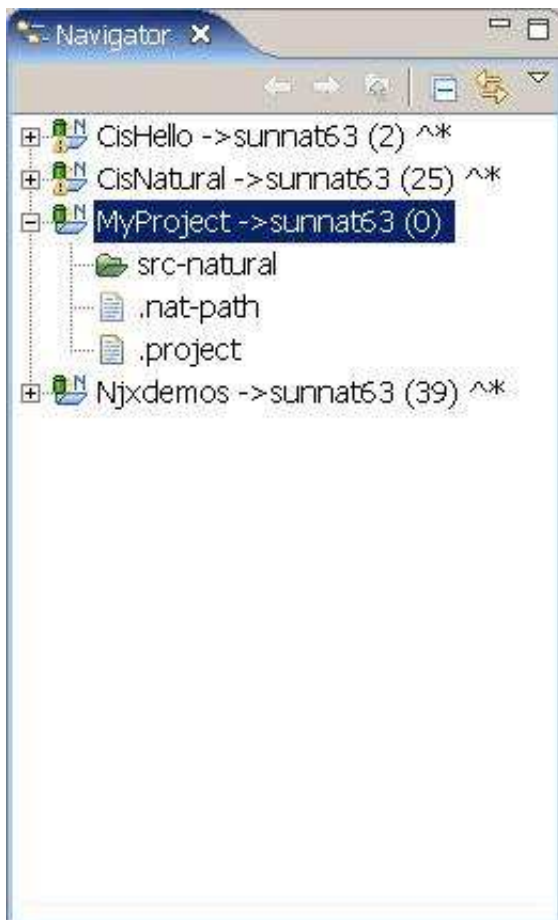 Navigator
CisHello ->sunnat63 (2) ^*
CisNatural ->sunnat63 (25) ^*
MyProject ->sunnat63 (0)
src-natural
.nat-path
.project
Njxdemos ->sunnat63 (39) ^*